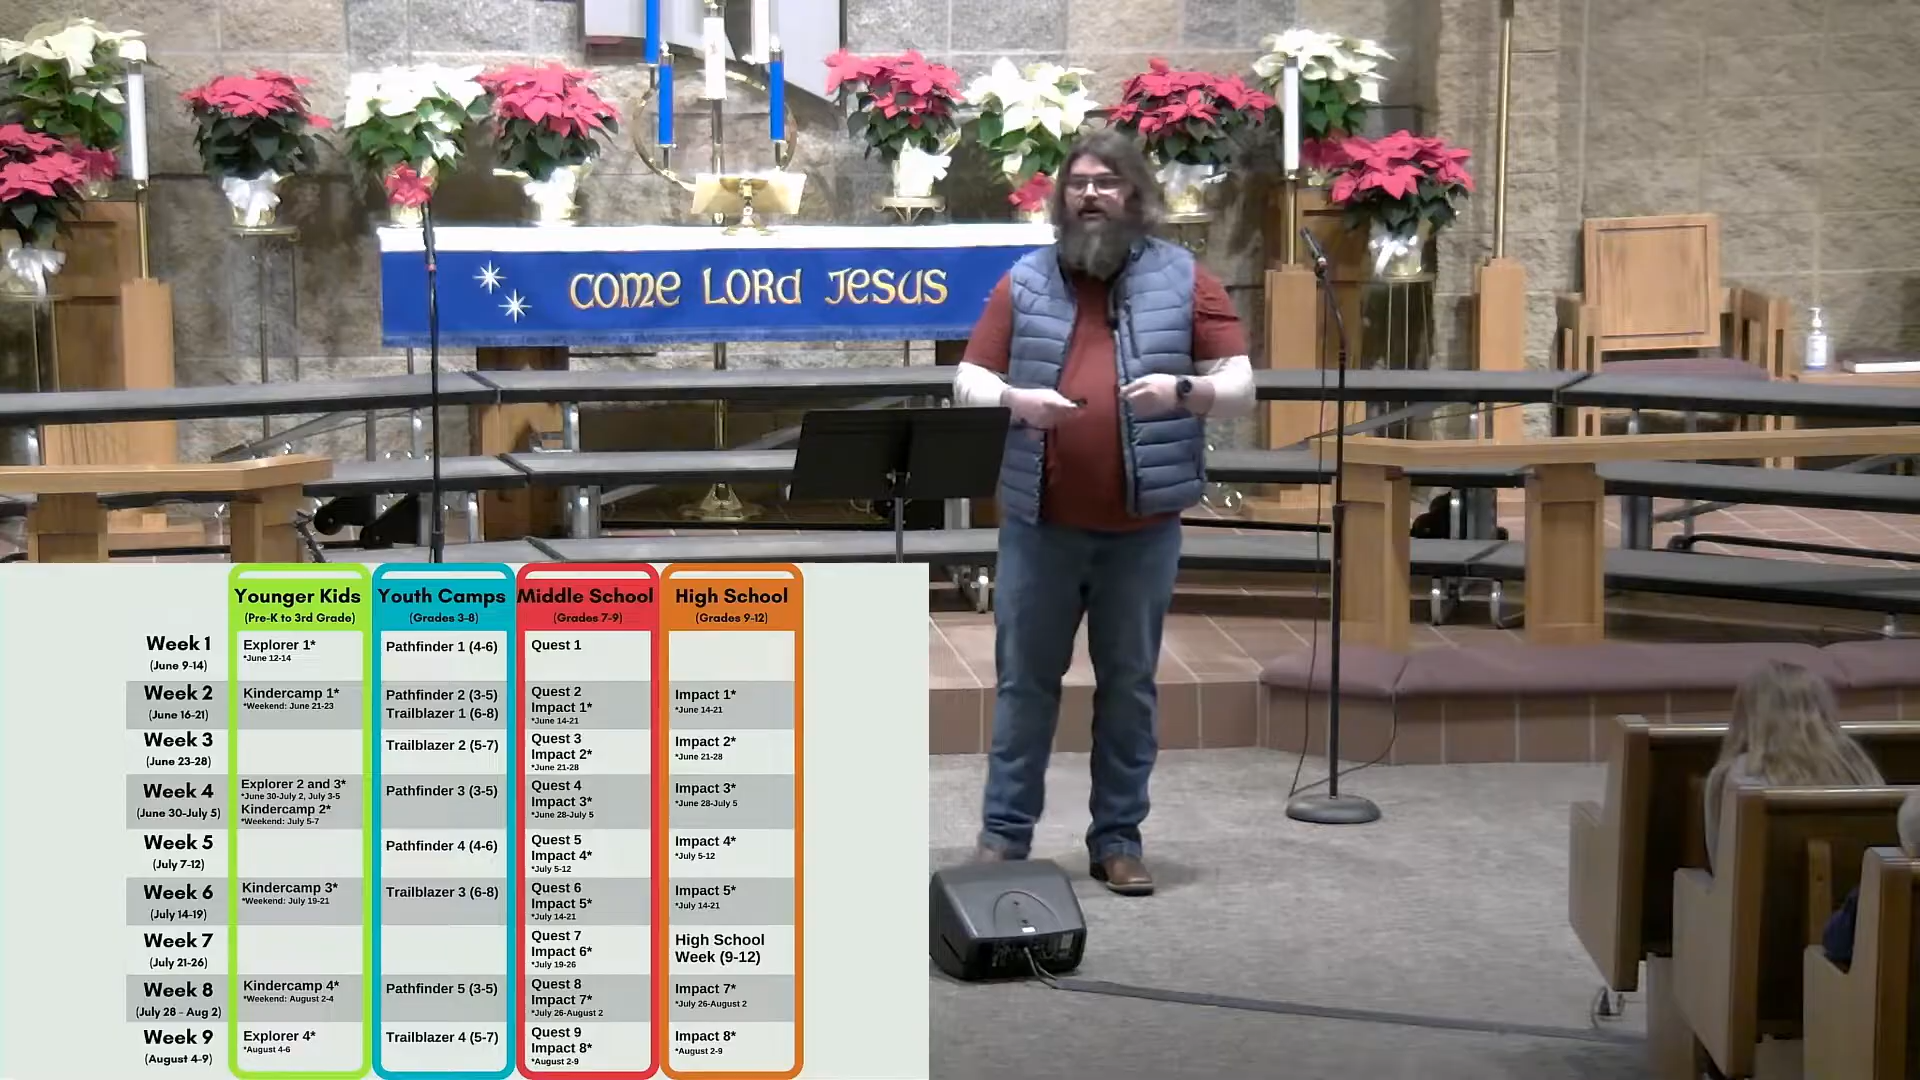 COME LORD JESUS
Younger Kids
(Pre-K to 3rd Grade)
Youth Camps
(Grades 3-8)
Middle School
(Grades 7-9)
High School
(Grades 9-12)
Week 1
(June 9-14)
Explorer 1*
*June 12-14
Pathfinder 1 (4-6)
Quest 1
Week 2
(June 16-21)
Kindercamp 1*
*Weekend: June 21-23
Pathfinder 2 (3-5)
Trailblazer 1 (6-8)
Quest 2
Impact 1*
*June 14-21
Impact 1*
*June 14-21
Week 3
(June 23-28)
Trailblazer 2 (5-7)
Quest 3
Impact 2*
*June 21-28
Impact 2*
*June 21-28
Week 4
(June 30-July 5)
Explorer 2 and 3*
*June 30-July 2, July 3-5
Kindercamp 2*
*Weekend: July 5-7
Pathfinder 3 (3-5)
Quest 4
Impact 3*
*June 28-July 5
Impact 3*
*June 28-July 5
Week 5
(July 7-12)
Pathfinder 4 (4-6)
Quest 5
Impact 4*
*July 5-12
Impact 4*
*July 5-12
Week 6
(July 14-19)
Kindercamp 3*
*Weekend: July 19-21
Trailblazer 3 (6-8)
Quest 6
Impact 5*
*July 14-21
Impact 5*
*July 14-21
Week 7
(July 21-26)
Quest 7
Impact 6*
*July 19-26
High School
Week (9-12)
Week 8
(July 28 - Aug 2)
Kindercamp 4*
*Weekend: August 2-4
Pathfinder 5 (3-5)
Quest 8
Impact 7*
*July 26-August 2
Impact 7*
*July 26-August 2
Week 9
(August 4-9)
Explorer 4*
*August 4-6
Trailblazer 4 (5-7)
Quest 9
Impact 8*
*August 2-9
Impact 8*
*August 2-9